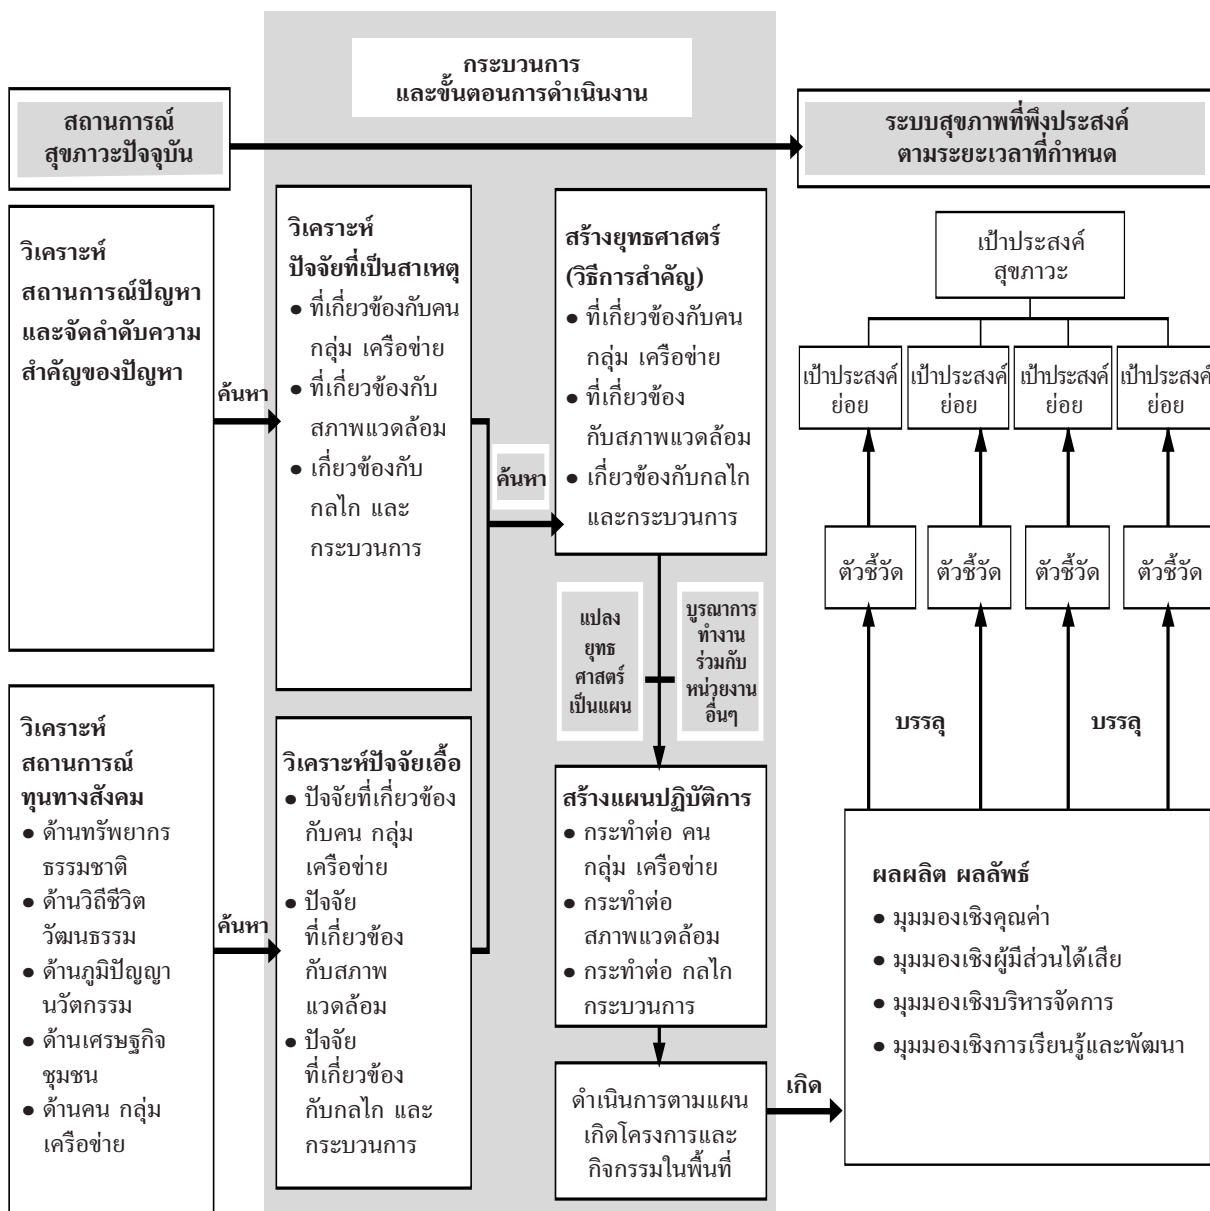 กระบวนการ
และขั้นตอนการดำเนินงาน
สถานการณ์
สุขภาวะปัจจุบัน
ระบบสุขภาพที่พึงประสงค์
ตามระยะเวลาที่กำหนด
วิเคราะห์
สถานการณ์ปัญหา
และจัดลำดับความ
สำคัญของปัญหา
ค้นหา
วิเคราะห์
ปัจจัยที่เป็นสาเหตุ
● ที่เกี่ยวข้องกับคน
กลุ่ม เครือข่าย
● ที่เกี่ยวข้องกับ
สภาพแวดล้อม
● เกี่ยวข้องกับ
กลไก และ
กระบวนการ
ค้นหา
สร้างยุทธศาสตร์
(วิธีการสำคัญ)
● ที่เกี่ยวข้องกับคน
กลุ่ม เครือข่าย
● ที่เกี่ยวข้อง
กับสภาพแวดล้อม
● เกี่ยวข้องกับกลไก
และกระบวนการ
แปลง
ยุทธ
ศาสตร์
เป็นแผน
บูรณาการ
ทำงาน
ร่วมกับ
หน่วยงาน
อื่นๆ
วิเคราะห์
สถานการณ์
ทุนทางสังคม
● ด้านทรัพยากร
ธรรมชาติ
● ด้านวิถีชีวิต
วัฒนธรรม
● ด้านภูมิปัญญา
นวัตกรรม
● ด้านเศรษฐกิจ
ชุมชน
● ด้านคน กลุ่ม
เครือข่าย
ค้นหา
วิเคราะห์ปัจจัยเอื้อ
● ปัจจัยที่เกี่ยวข้อง
กับคน กลุ่ม
เครือข่าย
● ปัจจัย
ที่เกี่ยวข้อง
กับสภาพ
แวดล้อม
● ปัจจัย
ที่เกี่ยวข้อง
กับกลไก และ
กระบวนการ
สร้างแผนปฏิบัติการ
● กระทำต่อ คน
กลุ่ม เครือข่าย
● กระทำต่อ
สภาพแวดล้อม
● กระทำต่อ กลไก
กระบวนการ
ดำเนินการตามแผน
เกิดโครงการและ
กิจกรรมในพื้นที่
เกิด
เป้าประสงค์
สุขภาวะ
เป้าประสงค์
ย่อย
เป้าประสงค์
ย่อย
เป้าประสงค์
ย่อย
เป้าประสงค์
ย่อย
ตัวชี้วัด
ตัวชี้วัด
ตัวชี้วัด
ตัวชี้วัด
บรรลุ
บรรลุ
ผลผลิต ผลลัพธ์
● มุมมองเชิงคุณค่า
● มุมมองเชิงผู้มีส่วนได้เสีย
● มุมมองเชิงบริหารจัดการ
● มุมมองเชิงการเรียนรู้และพัฒนา